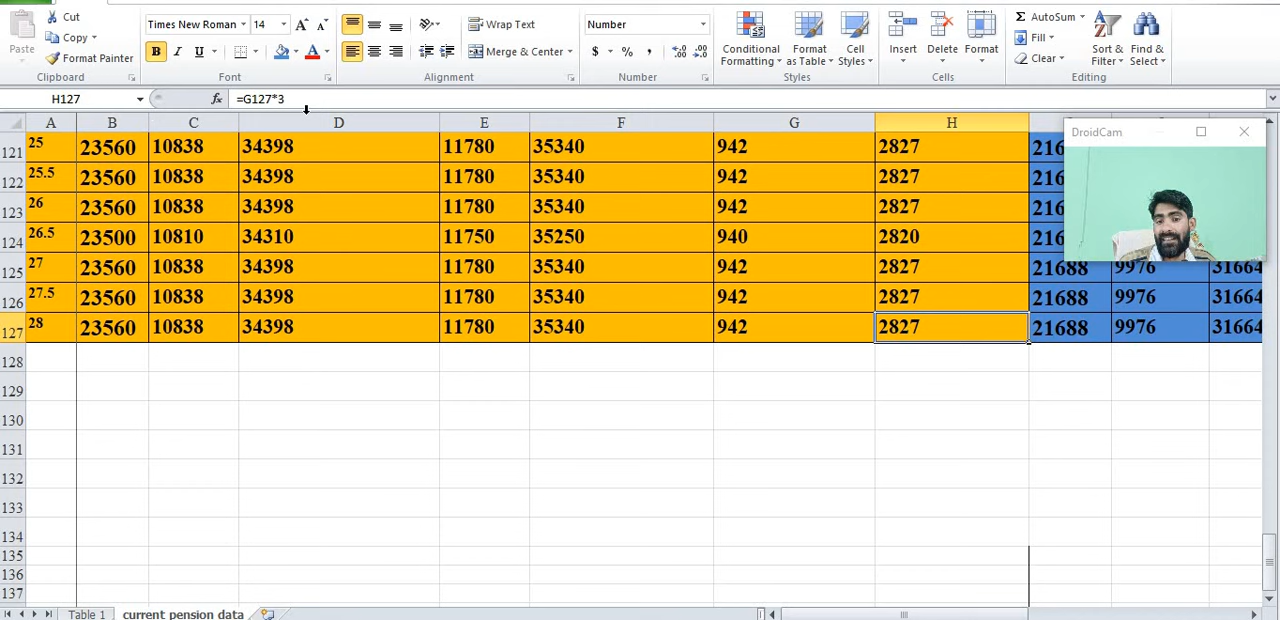 Cut
Copy
Format Painter
Paste
Clipboard
Times New Roman 14
A A
B I U A
Font
Wrap Text
Merge & Center
Alignment
Number
$ % ,
Number
Conditional Formatting
Format as Table
Cell Styles
Styles
Insert
Delete
Format
Cells
Σ AutoSum
Fill
Clear
Sort & Filter
Find & Select
Editing
H127 fx =G127*3
A B C D E F G H
DroidCam
121 25 23560 10838 34398 11780 35340 942 2827 216
122 25.5 23560 10838 34398 11780 35340 942 2827 216
123 26 23560 10838 34398 11780 35340 942 2827 216
124 26.5 23500 10810 34310 11750 35250 940 2820 216
125 27 23560 10838 34398 11780 35340 942 2827 21688 9976 31664
126 27.5 23560 10838 34398 11780 35340 942 2827 21688 9976 31664
127 28 23560 10838 34398 11780 35340 942 2827 21688 9976 31664
128
129
130
131
132
133
134
135
136
137
Table 1 current pension data